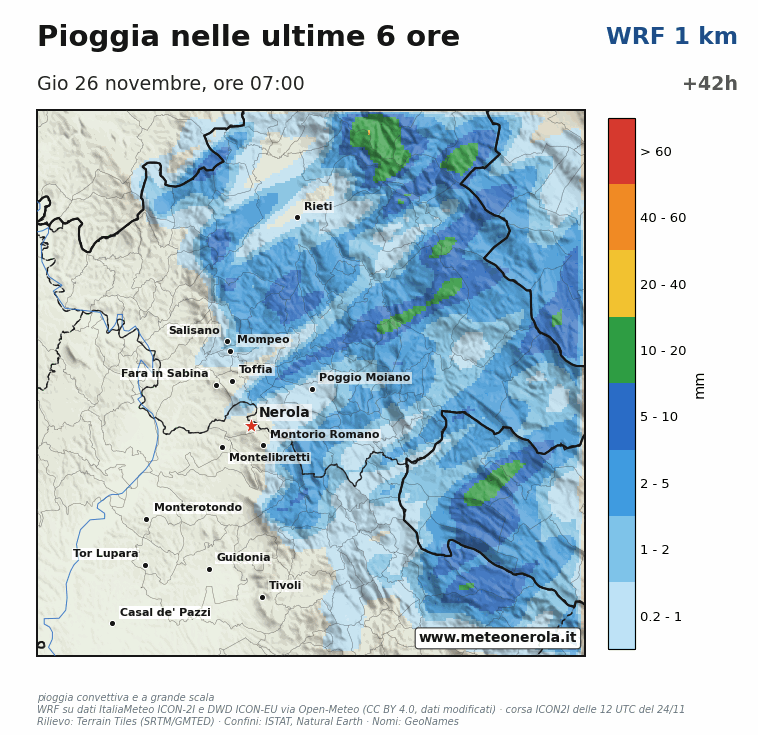 Pioggia nelle ultime 6 ore
WRF 1 km
Gio 26 novembre, ore 07:00
+42h
Rieti
Salisano
Mompeo
Toffia
Fara in Sabina
Poggio Moiano
Nerola
Montorio Romano
Montelibretti
Monterotondo
Tor Lupara
Guidonia
Tivoli
Casal de' Pazzi
www.meteonerola.it
> 60
40 - 60
20 - 40
10 - 20
5 - 10
2 - 5
1 - 2
0.2 - 1
mm
pioggia convettiva e a grande scala
WRF su dati ItaliaMeteo ICON-2I e DWD ICON-EU via Open-Meteo (CC BY 4.0, dati modificati) · corsa ICON2I delle 12 UTC del 24/11
Rilievo: Terrain Tiles (SRTM/GMTED) · Confini: ISTAT, Natural Earth · Nomi: GeoNames